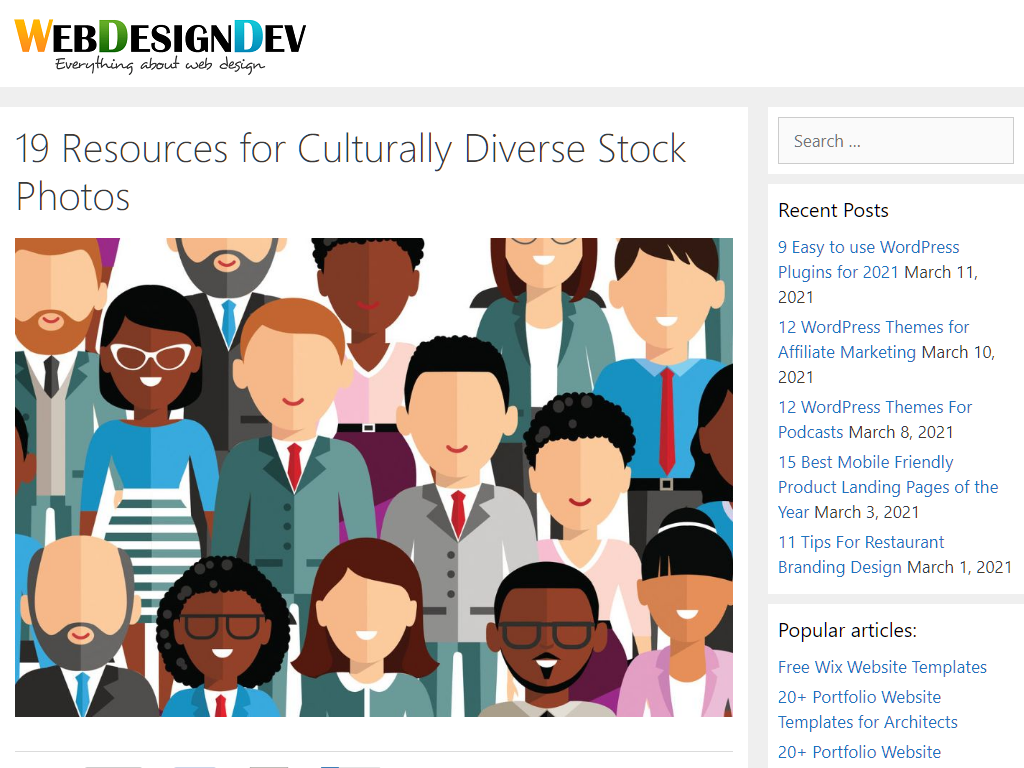 WEBDESIGNDEV
Everything about web design
19 Resources for Culturally Diverse Stock
Photos
Search ...
Recent Posts
9 Easy to use WordPress
Plugins for 2021 March 11,
2021
12 WordPress Themes for
Affiliate Marketing March 10,
2021
12 WordPress Themes For
Podcasts March 8, 2021
15 Best Mobile Friendly
Product Landing Pages of the
Year March 3, 2021
11 Tips For Restaurant
Branding Design March 1, 2021
Popular articles:
Free Wix Website Templates
20+ Portfolio Website
Templates for Architects
20+ Portfolio Website